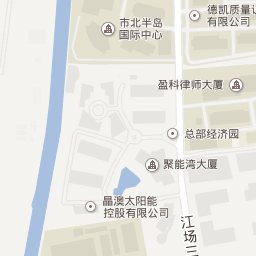 德凯质量认
有限公司
市北半岛
国际中心
盈科律师大厦
总部经济园
聚能湾大厦
晶澳太阳能
控股有限公司
江场三